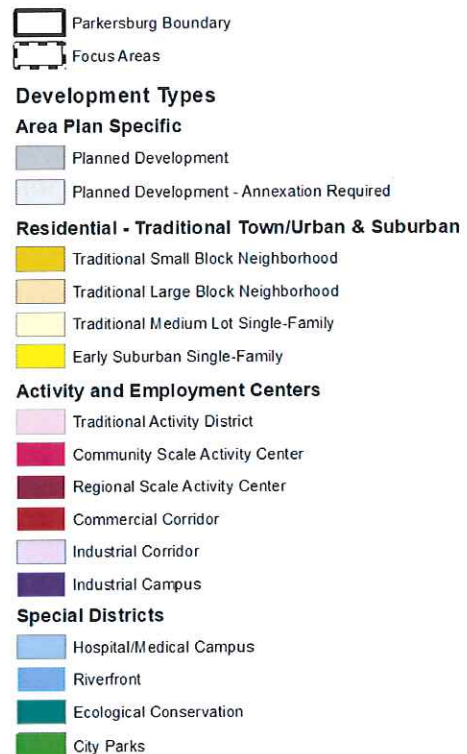 Parkersburg Boundary
Focus Areas
Development Types
Area Plan Specific
Planned Development
Planned Development - Annexation Required
Residential - Traditional Town/Urban & Suburban
Traditional Small Block Neighborhood
Traditional Large Block Neighborhood
Traditional Medium Lot Single-Family
Early Suburban Single-Family
Activity and Employment Centers
Traditional Activity District
Community Scale Activity Center
Regional Scale Activity Center
Commercial Corridor
Industrial Corridor
Industrial Campus
Special Districts
Hospital/Medical Campus
Riverfront
Ecological Conservation
City Parks